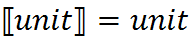 ⟦unit⟧ = unit